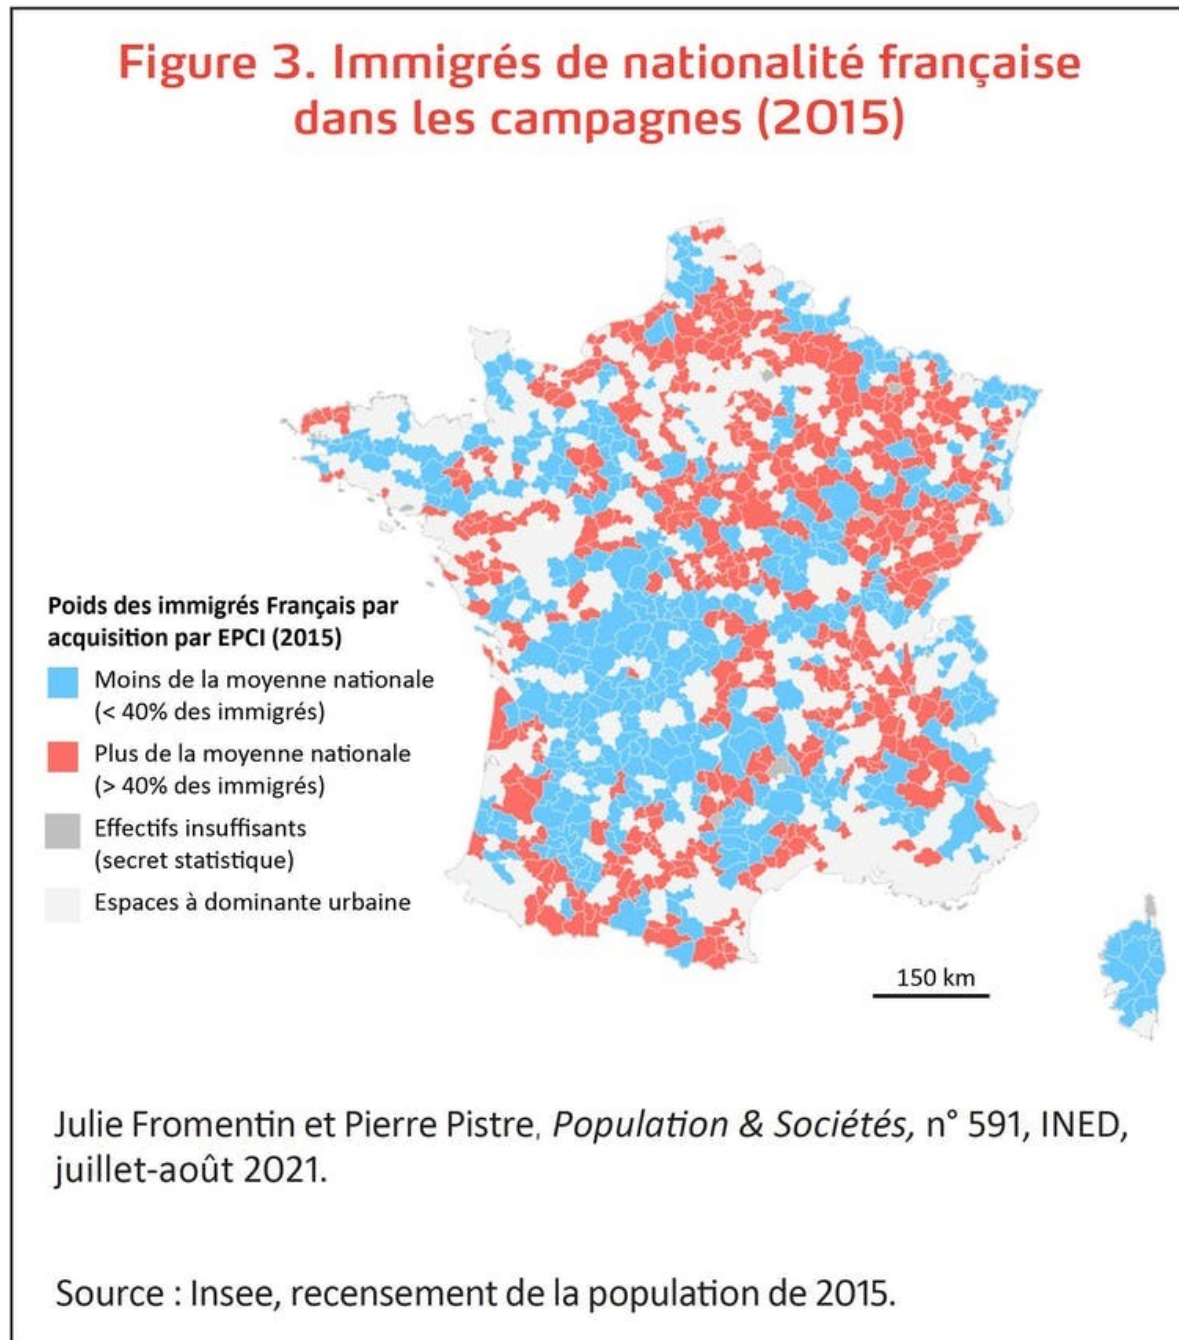 Figure 3. Immigrés de nationalité française
dans les campagnes (2015)
Poids des immigrés Français par
acquisition par EPCI (2015)
Moins de la moyenne nationale
(< 40% des immigrés)
Plus de la moyenne nationale
(> 40% des immigrés)
Effectifs insuffisants
(secret statistique)
Espaces à dominante urbaine
150 km
Julie Fromentin et Pierre Pistre, Population & Sociétés, n° 591, INED,
juillet-août 2021.
Source : Insee, recensement de la population de 2015.